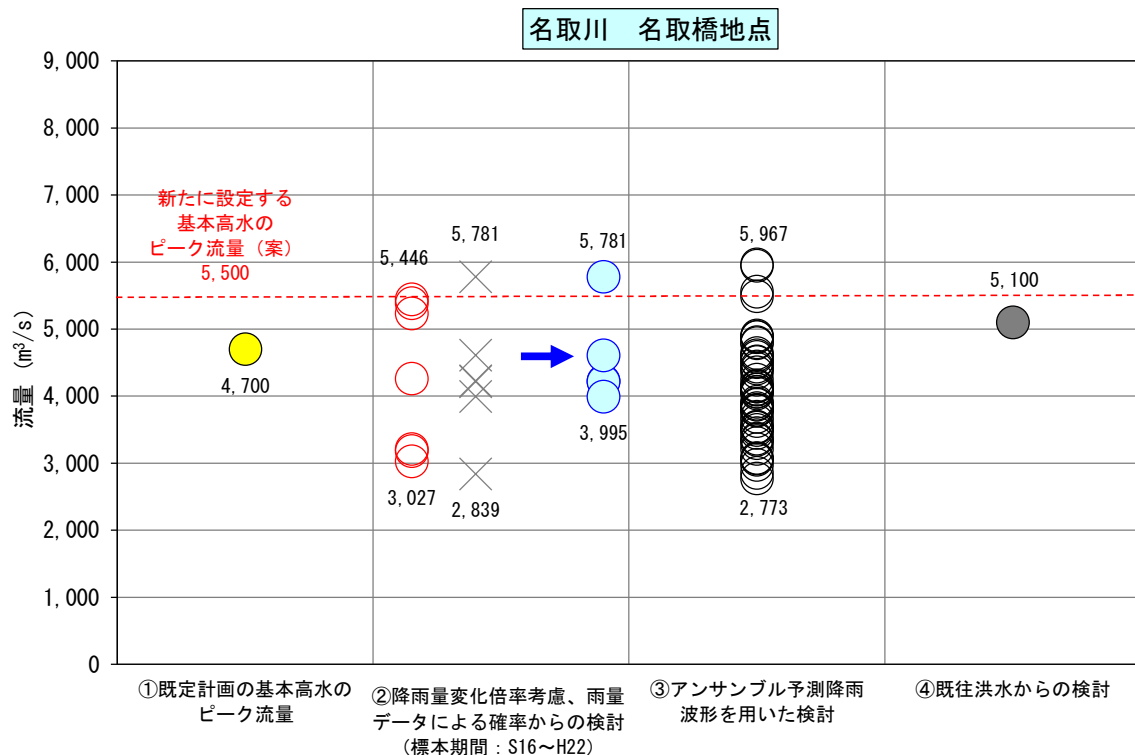 名取川　名取橋地点
9,000
8,000
7,000
6,000
5,000
4,000
3,000
2,000
1,000
0
流量 (m³/s)
新たに設定する
基本高水の
ピーク流量（案）
5,500
4,700
5,446
3,027
5,781
2,839
5,781
3,995
5,967
2,773
5,100
①既定計画の基本高水の
ピーク流量
②降雨量変化倍率考慮、雨量
データによる確率からの検討
（標本期間：S16～H22）
③アンサンブル予測降雨
波形を用いた検討
④既往洪水からの検討